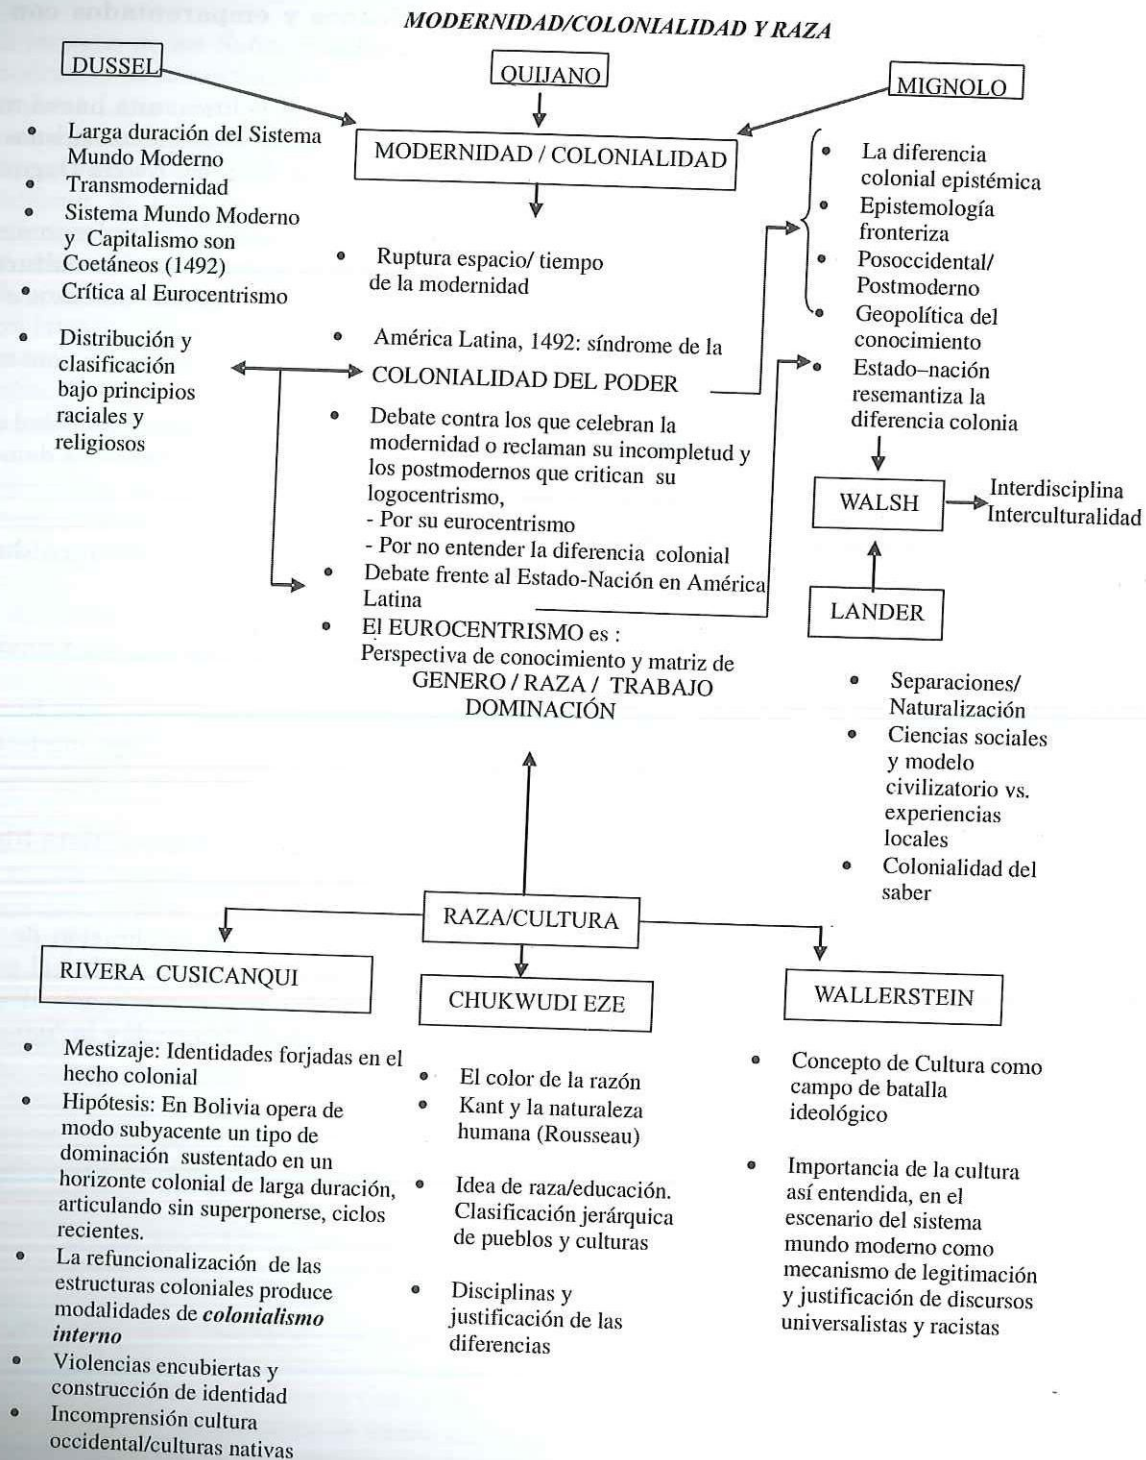 MODERNIDAD/COLONIALIDAD Y RAZA
DUSSEL
QUIJANO
MIGNOLO
MODERNIDAD / COLONIALIDAD
• Larga duración del Sistema
Mundo Moderno
• Transmodernidad
• Sistema Mundo Moderno
y Capitalismo son
Coetáneos (1492)
• Crítica al Eurocentrismo
• Distribución y
clasificación
bajo principios
raciales y
religiosos
• Ruptura espacio/ tiempo
de la modernidad
• América Latina, 1492: síndrome de la
COLONIALIDAD DEL PODER
• Debate contra los que celebran la
modernidad o reclaman su incompletud y
los postmodernos que critican su
logocentrismo,
- Por su eurocentrismo
- Por no entender la diferencia colonial
• Debate frente al Estado-Nación en América
Latina
• El EUROCENTRISMO es :
Perspectiva de conocimiento y matriz de
GENERO / RAZA / TRABAJO
DOMINACIÓN
• La diferencia
colonial epistémica
• Epistemología
fronteriza
• Posoccidental/
Postmoderno
• Geopolítica del
conocimiento
• Estado–nación
resemantiza la
diferencia colonia
WALSH
Interdisciplina
Interculturalidad
LANDER
• Separaciones/
Naturalización
• Ciencias sociales
y modelo
civilizatorio vs.
experiencias
locales
• Colonialidad del
saber
RAZA/CULTURA
RIVERA CUSICANQUI
• Mestizaje: Identidades forjadas en el
hecho colonial
• Hipótesis: En Bolivia opera de
modo subyacente un tipo de
dominación sustentado en un
horizonte colonial de larga duración,
articulando sin superponerse, ciclos
recientes.
• La refuncionalización de las
estructuras coloniales produce
modalidades de colonialismo
interno
• Violencias encubiertas y
construcción de identidad
• Incomprensión cultura
occidental/culturas nativas
CHUKWUDI EZE
• El color de la razón
• Kant y la naturaleza
humana (Rousseau)
• Idea de raza/educación.
Clasificación jerárquica
de pueblos y culturas
• Disciplinas y
justificación de las
diferencias
WALLERSTEIN
• Concepto de Cultura como
campo de batalla
ideológico
• Importancia de la cultura
así entendida, en el
escenario del sistema
mundo moderno como
mecanismo de legitimación
y justificación de discursos
universalistas y racistas